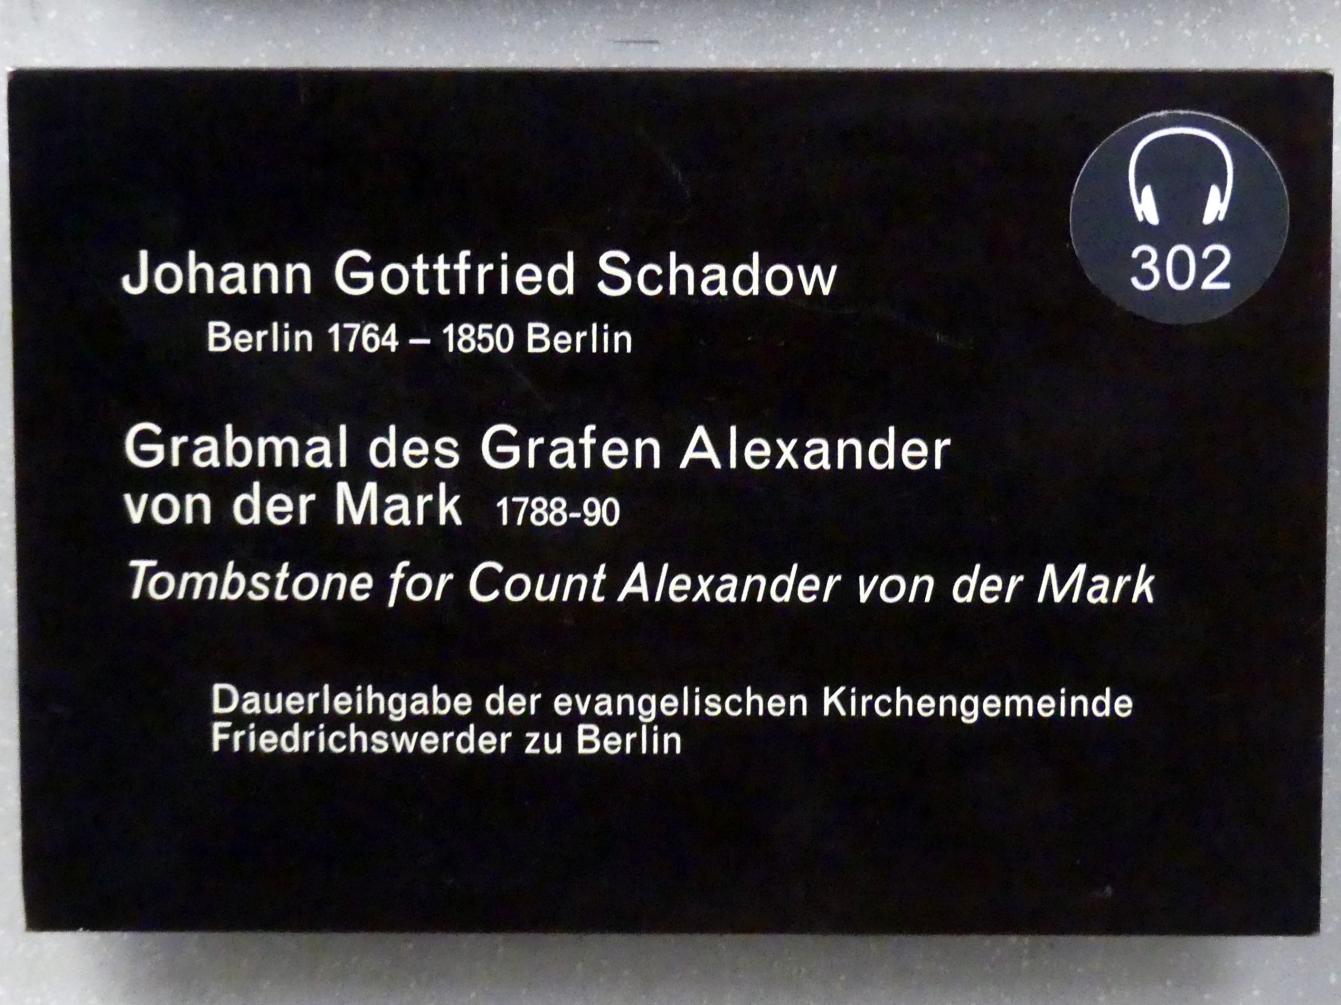 302
Johann Gottfried Schadow
Berlin 1764 – 1850 Berlin
Grabmal des Grafen Alexander
von der Mark 1788-90
Tombstone for Count Alexander von der Mark
Dauerleihgabe der evangelischen Kirchengemeinde
Friedrichswerder zu Berlin